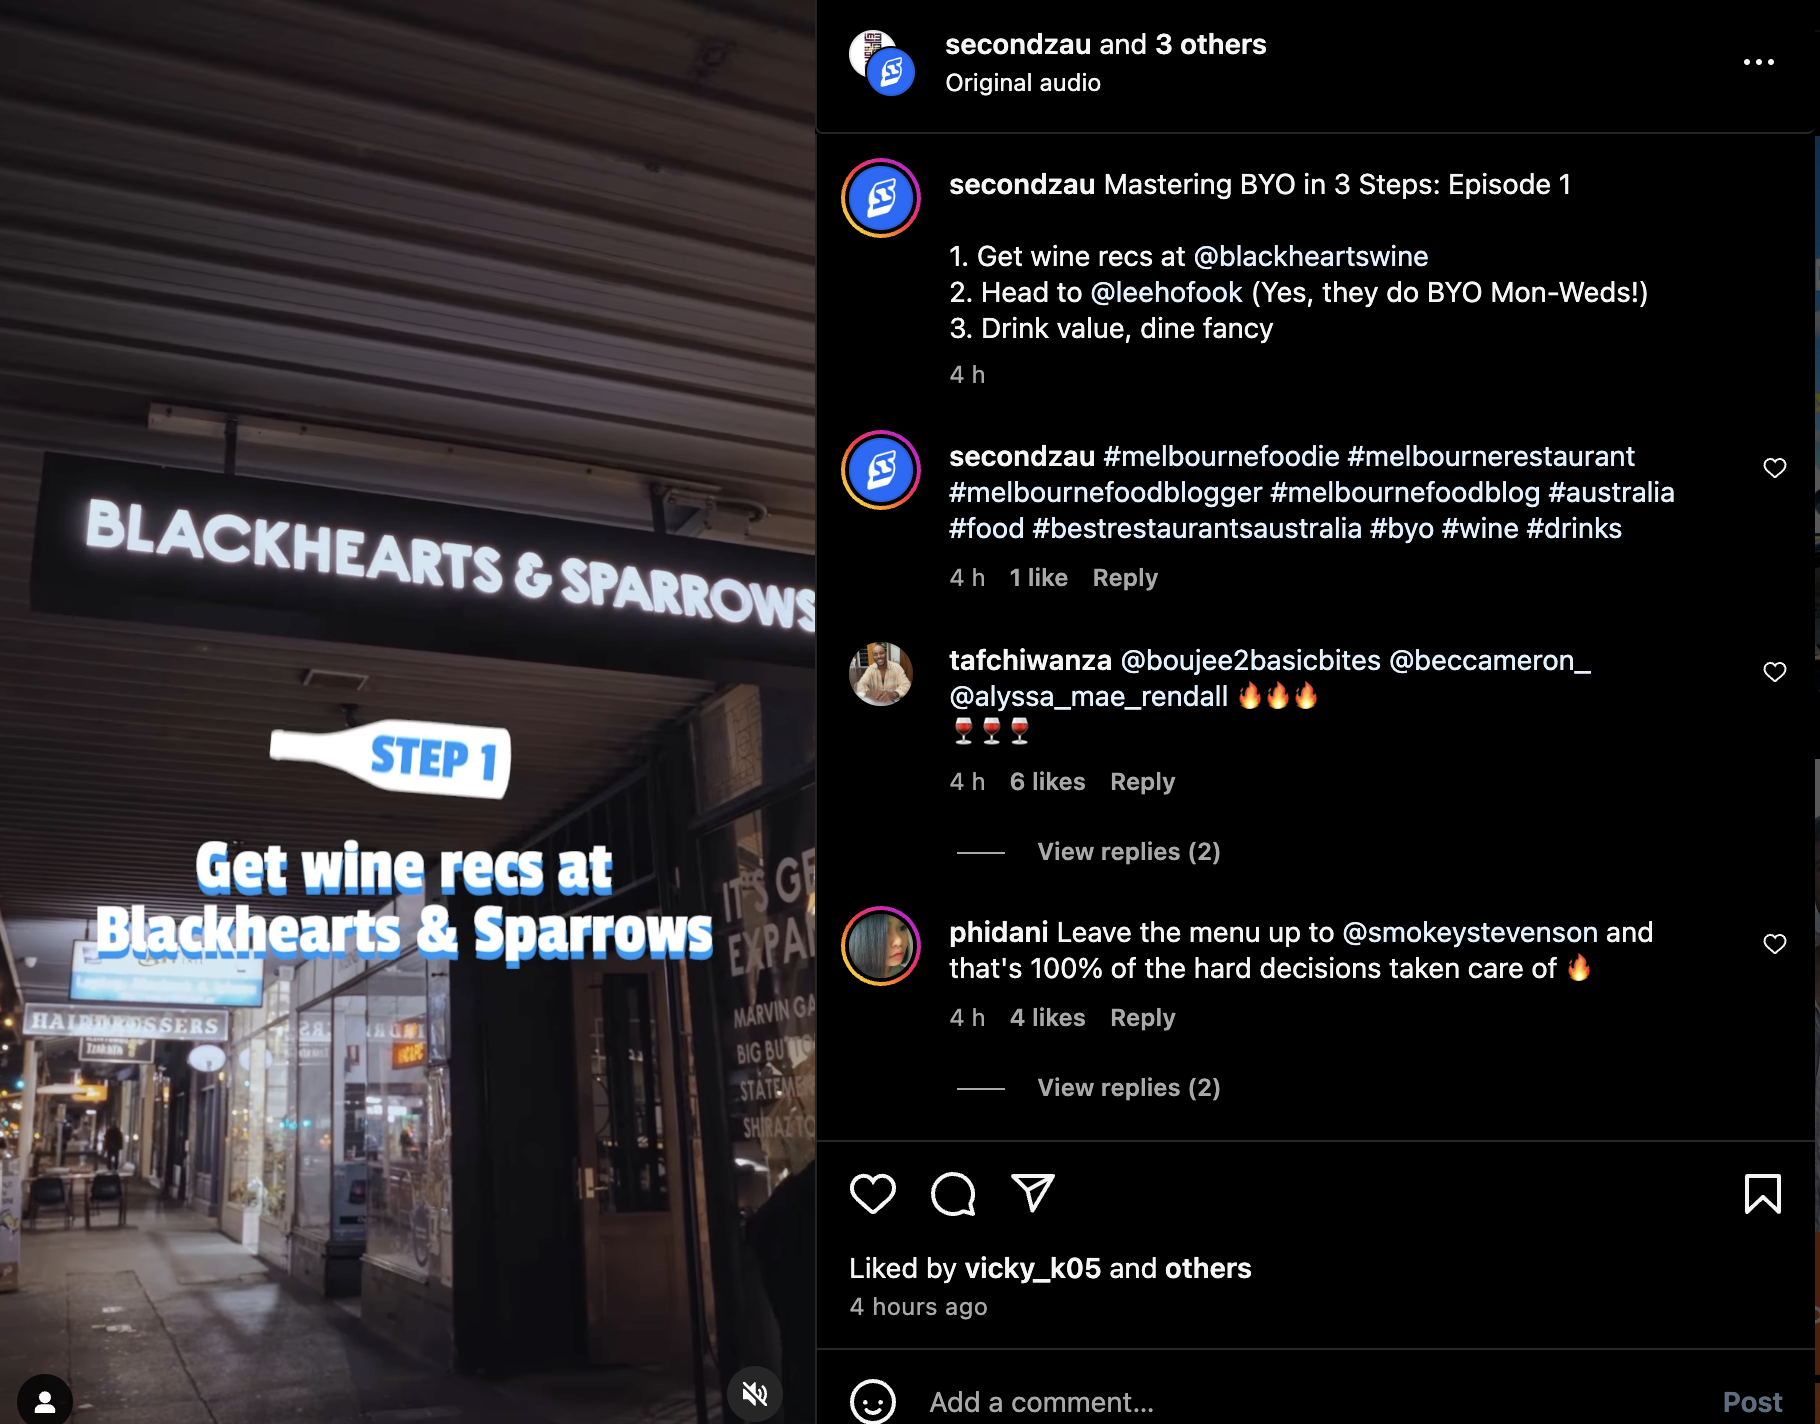 BLACKHEARTS & SPARROWS
STEP 1
Get wine recs at
Blackhearts & Sparrows
HAIRDRESSERS
IT'S GE
EXPA
MARVIN GA
BIG BUTTO
STATEME
SHIRAZ TO
secondzau and 3 others
Original audio
secondzau Mastering BYO in 3 Steps: Episode 1
1. Get wine recs at @blackheartswine
2. Head to @leehofook (Yes, they do BYO Mon-Weds!)
3. Drink value, dine fancy
4 h
secondzau #melbournefoodie #melbournerestaurant
#melbournefoodblogger #melbournefoodblog #australia
#food #bestrestaurantsaustralia #byo #wine #drinks
4 h 1 like Reply
tafchiwanza @boujee2basicbites @beccameron_
@alyssa_mae_rendall 🔥🔥🔥
🍷🍷🍷
4 h 6 likes Reply
View replies (2)
phidani Leave the menu up to @smokeystevenson and
that's 100% of the hard decisions taken care of 🔥
4 h 4 likes Reply
View replies (2)
Liked by vicky_k05 and others
4 hours ago
Add a comment...
Post